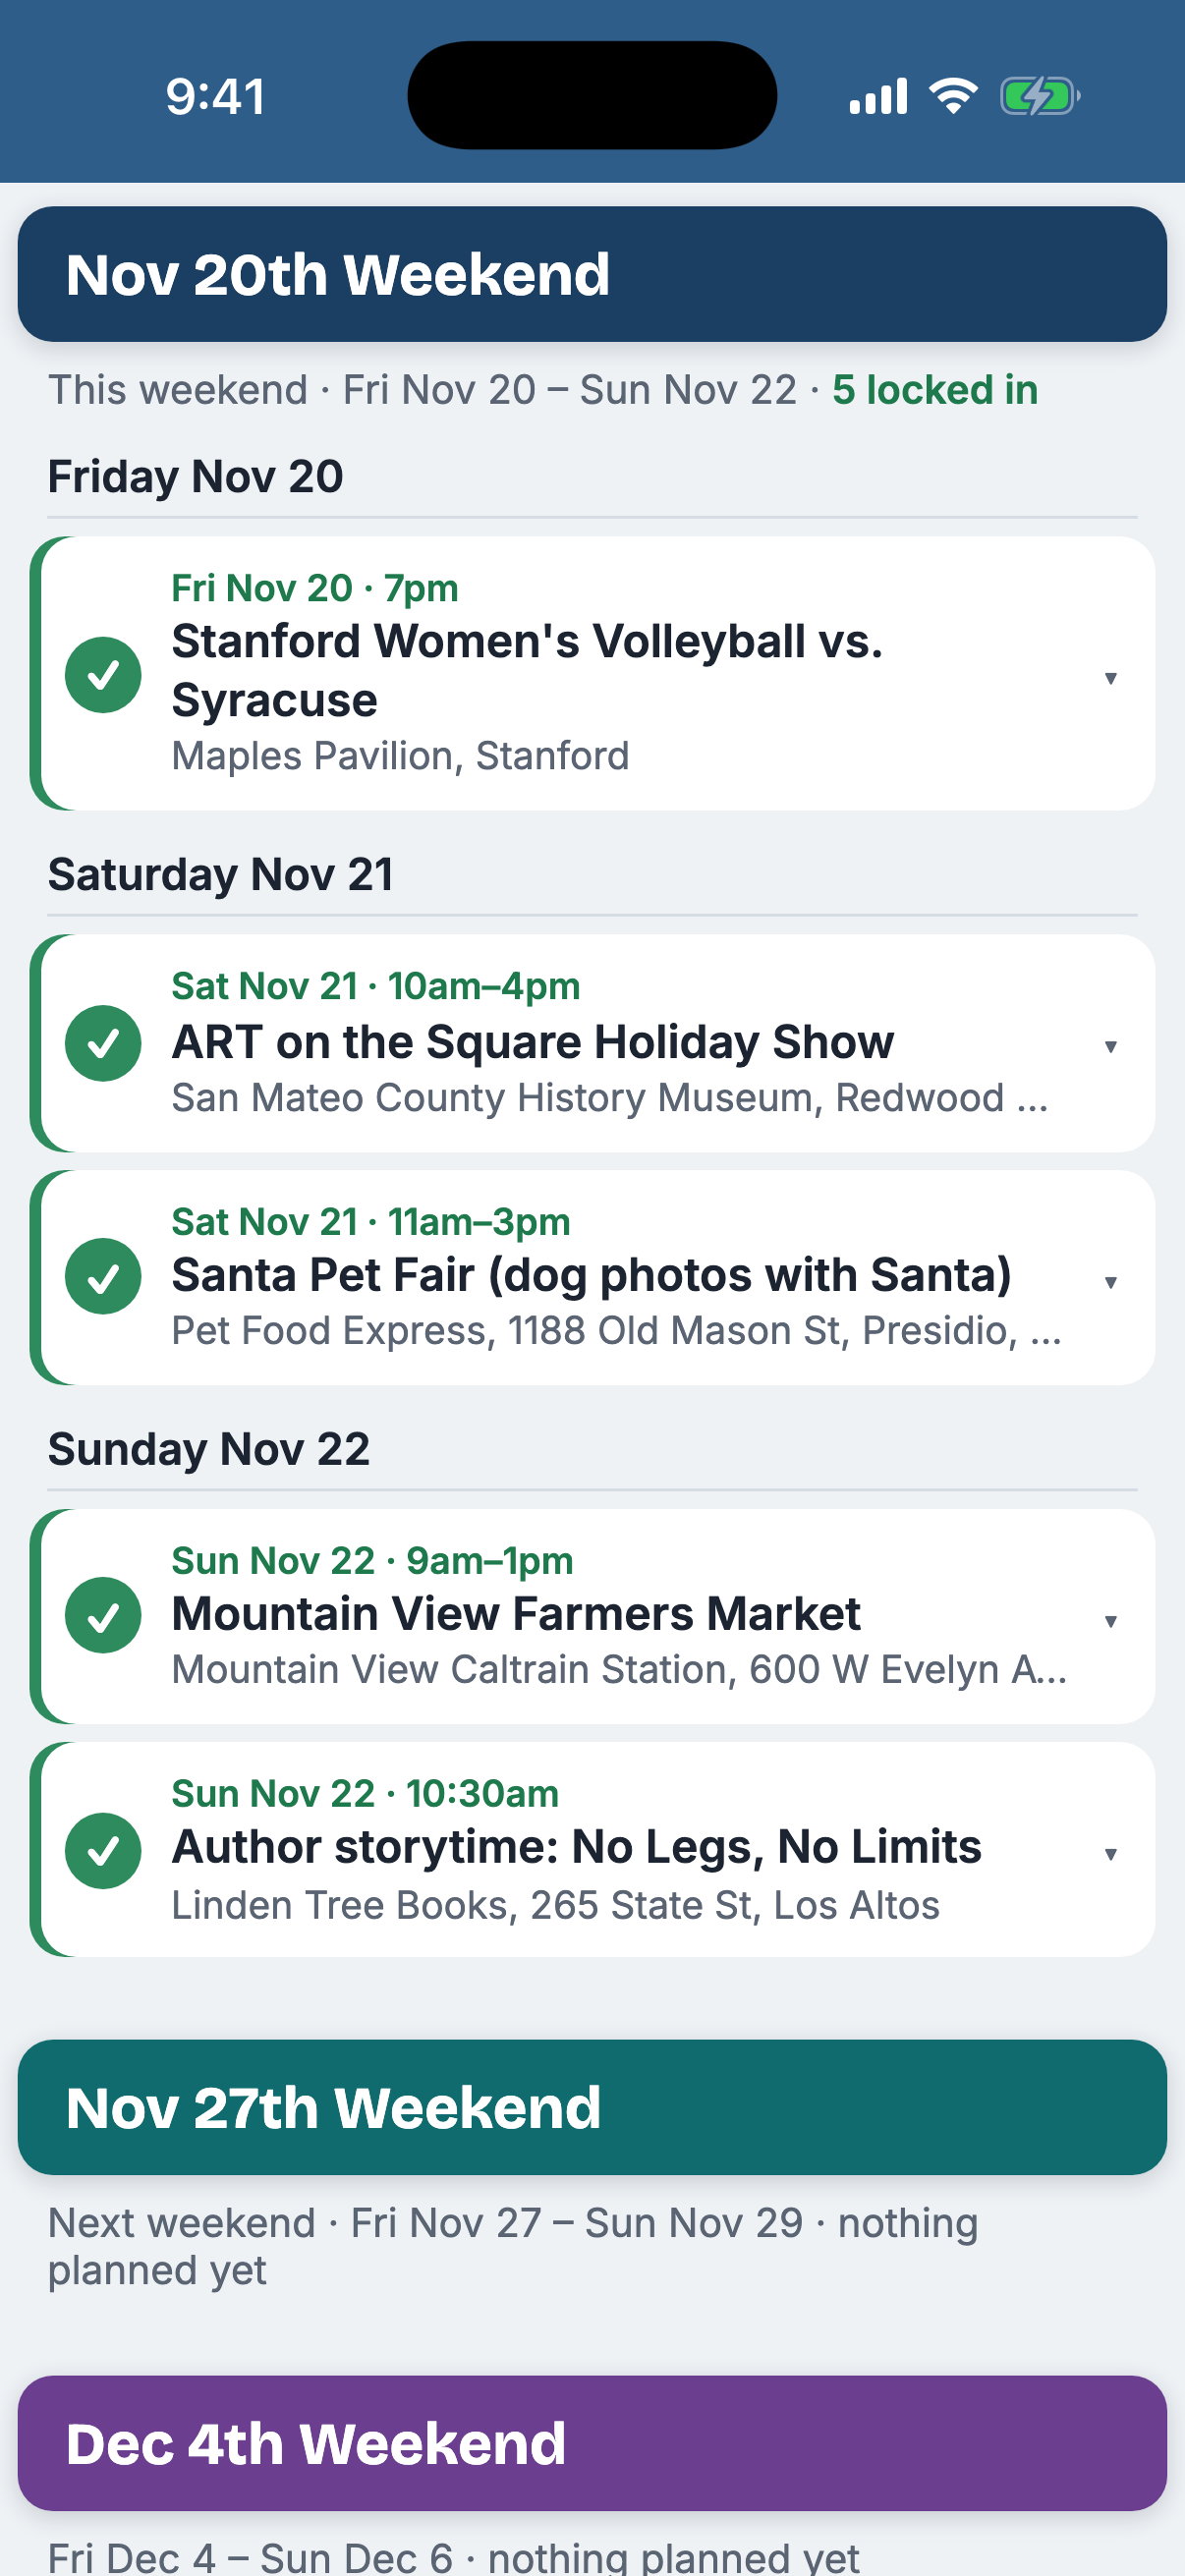 9:41
Nov 20th Weekend
This weekend · Fri Nov 20 – Sun Nov 22 · 5 locked in
Friday Nov 20
Fri Nov 20 · 7pm
Stanford Women's Volleyball vs.
Syracuse
Maples Pavilion, Stanford
Saturday Nov 21
Sat Nov 21 · 10am–4pm
ART on the Square Holiday Show
San Mateo County History Museum, Redwood ...
Sat Nov 21 · 11am–3pm
Santa Pet Fair (dog photos with Santa)
Pet Food Express, 1188 Old Mason St, Presidio, ...
Sunday Nov 22
Sun Nov 22 · 9am–1pm
Mountain View Farmers Market
Mountain View Caltrain Station, 600 W Evelyn A...
Sun Nov 22 · 10:30am
Author storytime: No Legs, No Limits
Linden Tree Books, 265 State St, Los Altos
Nov 27th Weekend
Next weekend · Fri Nov 27 – Sun Nov 29 · nothing
planned yet
Dec 4th Weekend
Fri Dec 4 – Sun Dec 6 · nothing planned yet